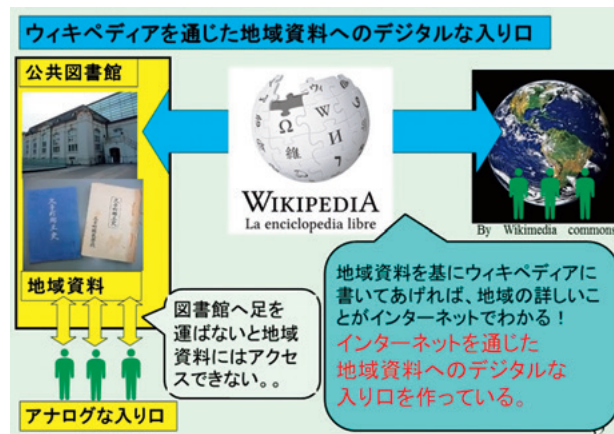 ウィキペディアを通じた地域資料へのデジタルな入り口
公共図書館
地域資料
アナログな入り口
図書館へ足を
運ばないと地域
資料にはアクセ
スできない。。
WIKIPEDIA
La enciclopedia libre
By Wikimedia commons
地域資料を基にウィキペディアに
書いてあげれば、地域の詳しいこ
とがインターネットでわかる！
インターネットを通じた
地域資料へのデジタルな
入り口を作っている。